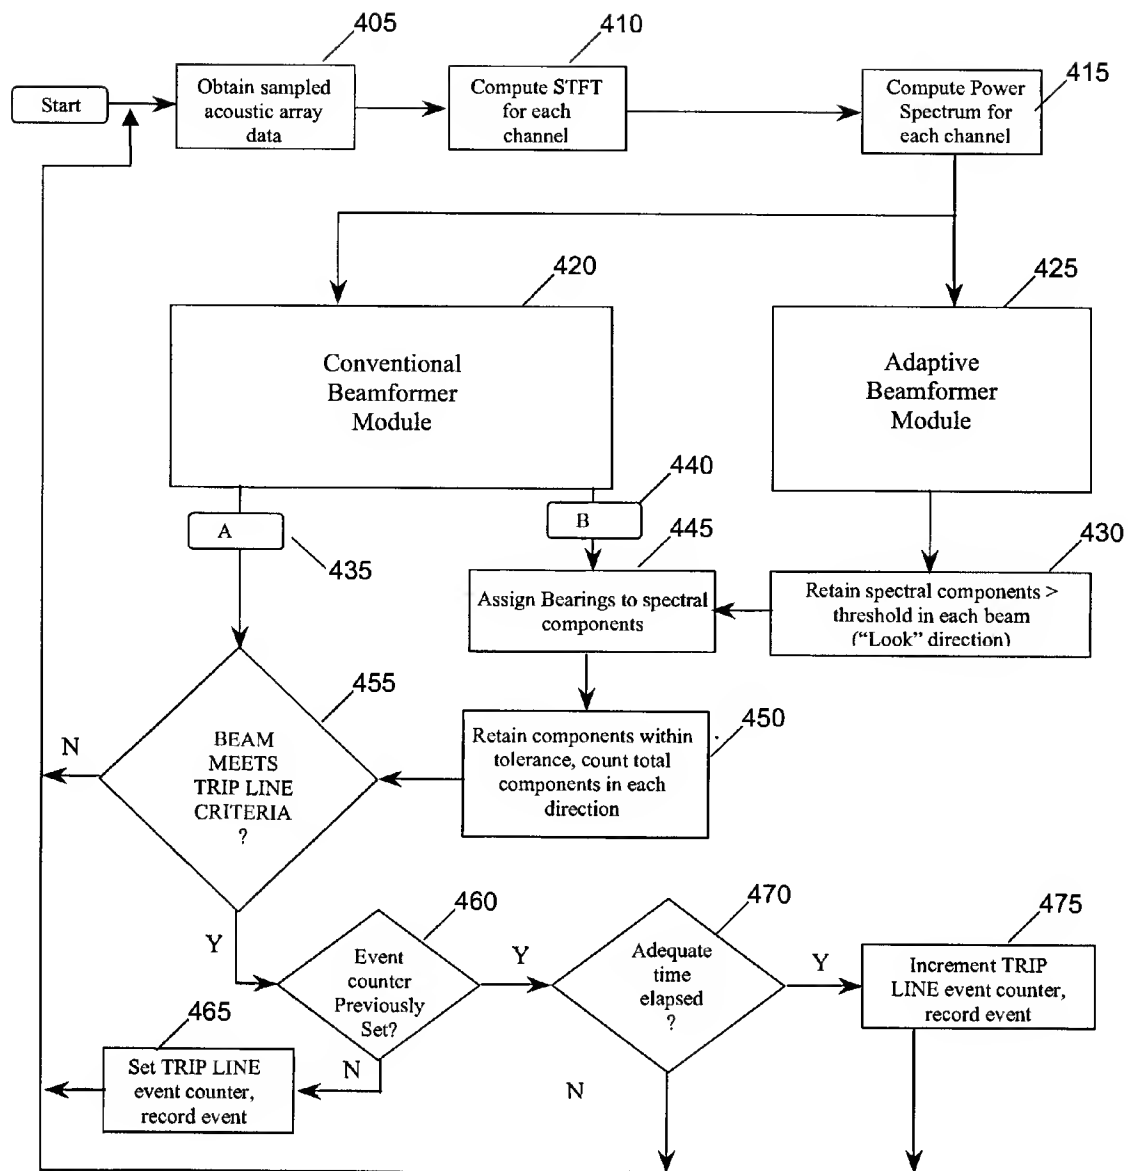 405
410
415
Start
Obtain sampled
acoustic array
data
Compute STFT
for each
channel
Compute Power
Spectrum for
each channel
420
425
Conventional
Beamformer
Module
Adaptive
Beamformer
Module
440
A
B
435
445
430
Assign Bearings to spectral
components
Retain spectral components >
threshold in each beam
("Look" direction)
455
450
N
BEAM
MEETS
TRIP LINE
CRITERIA
?
Retain components within
tolerance, count total
components in each
direction
460
470
475
Y
Event
counter
Previously
Set?
Y
Adequate
time
elapsed
?
Y
Increment TRIP
LINE event counter,
record event
465
N
N
Set TRIP LINE
event counter,
record event